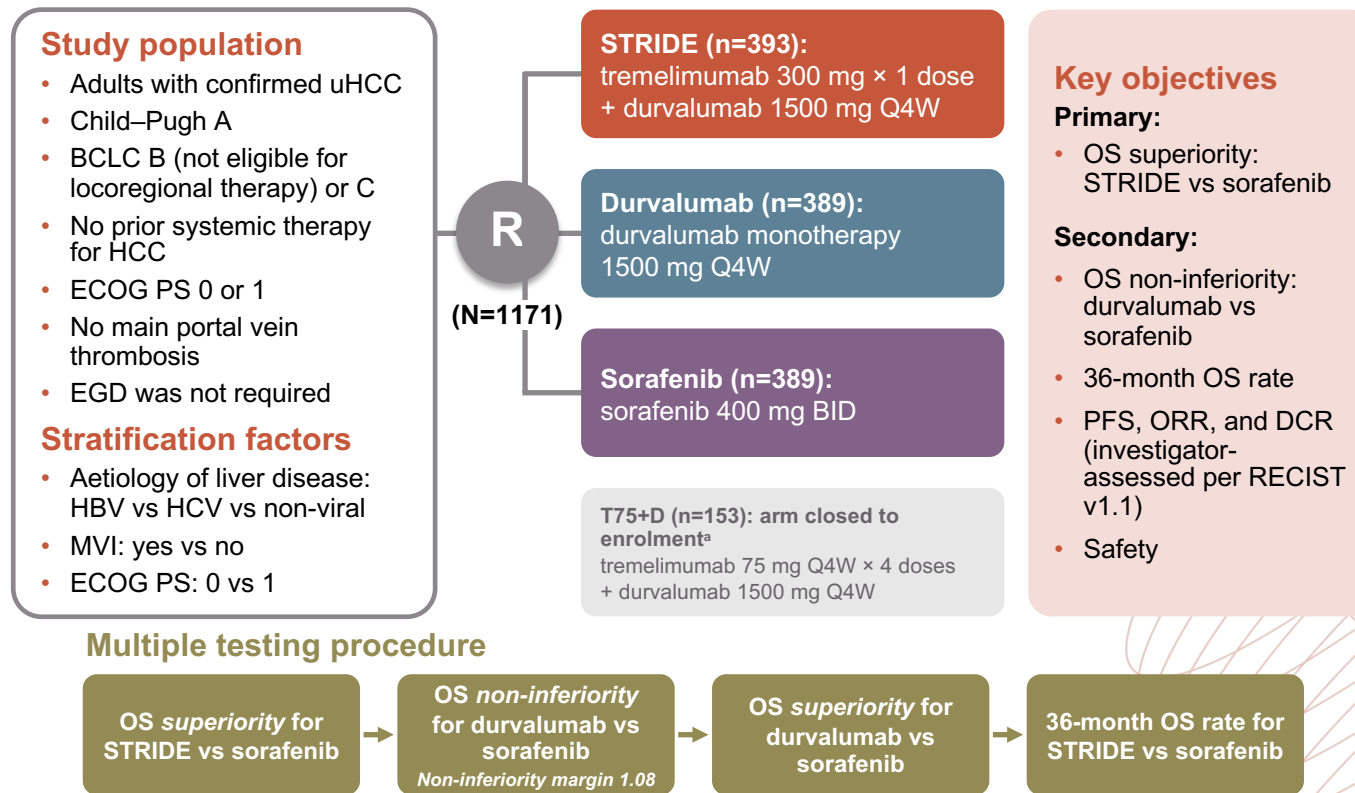 Study population
• Adults with confirmed uHCC
• Child–Pugh A
• BCLC B (not eligible for
locoregional therapy) or C
• No prior systemic therapy
for HCC
• ECOG PS 0 or 1
• No main portal vein
thrombosis
• EGD was not required
Stratification factors
• Aetiology of liver disease:
HBV vs HCV vs non-viral
• MVI: yes vs no
• ECOG PS: 0 vs 1
R
(N=1171)
STRIDE (n=393):
tremelimumab 300 mg × 1 dose
+ durvalumab 1500 mg Q4W
Durvalumab (n=389):
durvalumab monotherapy
1500 mg Q4W
Sorafenib (n=389):
sorafenib 400 mg BID
T75+D (n=153): arm closed to
enrolmentᵃ
tremelimumab 75 mg Q4W × 4 doses
+ durvalumab 1500 mg Q4W
Key objectives
Primary:
• OS superiority:
STRIDE vs sorafenib
Secondary:
• OS non-inferiority:
durvalumab vs
sorafenib
• 36-month OS rate
• PFS, ORR, and DCR
(investigator-
assessed per RECIST
v1.1)
• Safety
Multiple testing procedure
OS superiority for
STRIDE vs sorafenib
OS non-inferiority
for durvalumab vs
sorafenib
Non-inferiority margin 1.08
OS superiority for
durvalumab vs
sorafenib
36-month OS rate for
STRIDE vs sorafenib